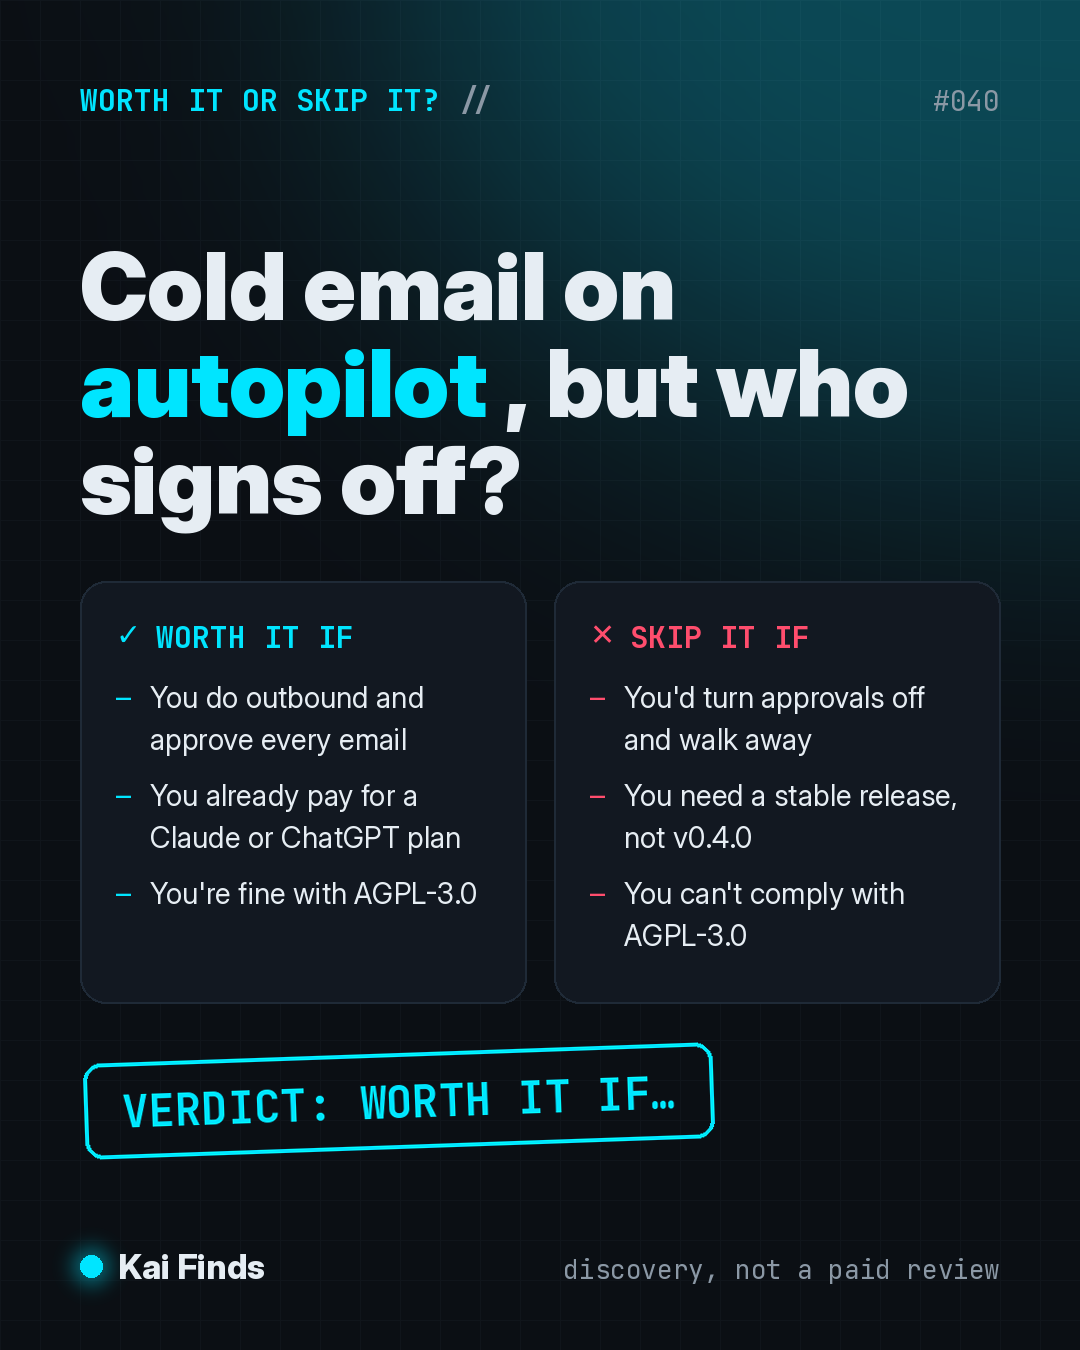 WORTH IT OR SKIP IT? //
#040
Cold email on
autopilot , but who
signs off?
✓ WORTH IT IF
– You do outbound and
approve every email
– You already pay for a
Claude or ChatGPT plan
– You're fine with AGPL-3.0
✕ SKIP IT IF
– You'd turn approvals off
and walk away
– You need a stable release,
not v0.4.0
– You can't comply with
AGPL-3.0
VERDICT: WORTH IT IF…
Kai Finds
discovery, not a paid review